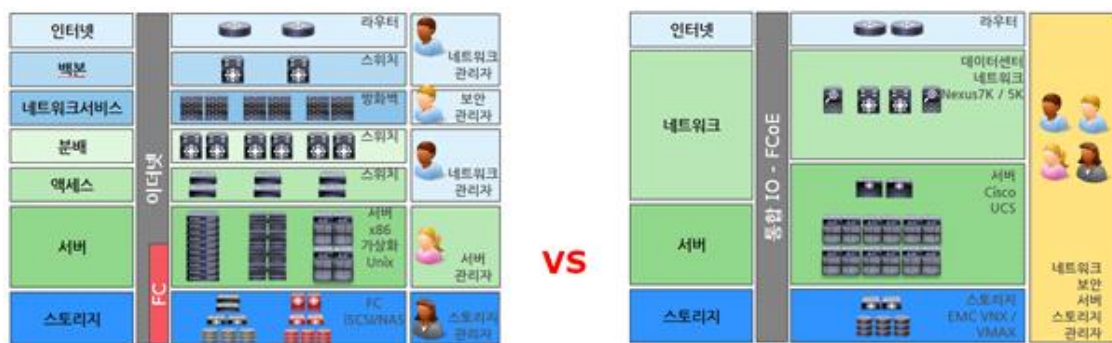 인터넷
라우터
백본
스위치
네트워크
관리자
네트워크서비스
방화벽
보안
관리자
분배
스위치
액세스
스위치
네트워크
관리자
이더넷
서버
서버
x86
가상화
Unix
서버
관리자
FC
스토리지
FC
iSCSI/NAS
스토리지
관리자
VS
인터넷
라우터
네트워크
데이터센터
네트워크
Nexus7K / 5K
통합 IO - FCoE
서버
서버
Cisco
UCS
스토리지
스토리지
EMC VNX /
VMAX
네트워크
보안
서버
스토리지
관리자